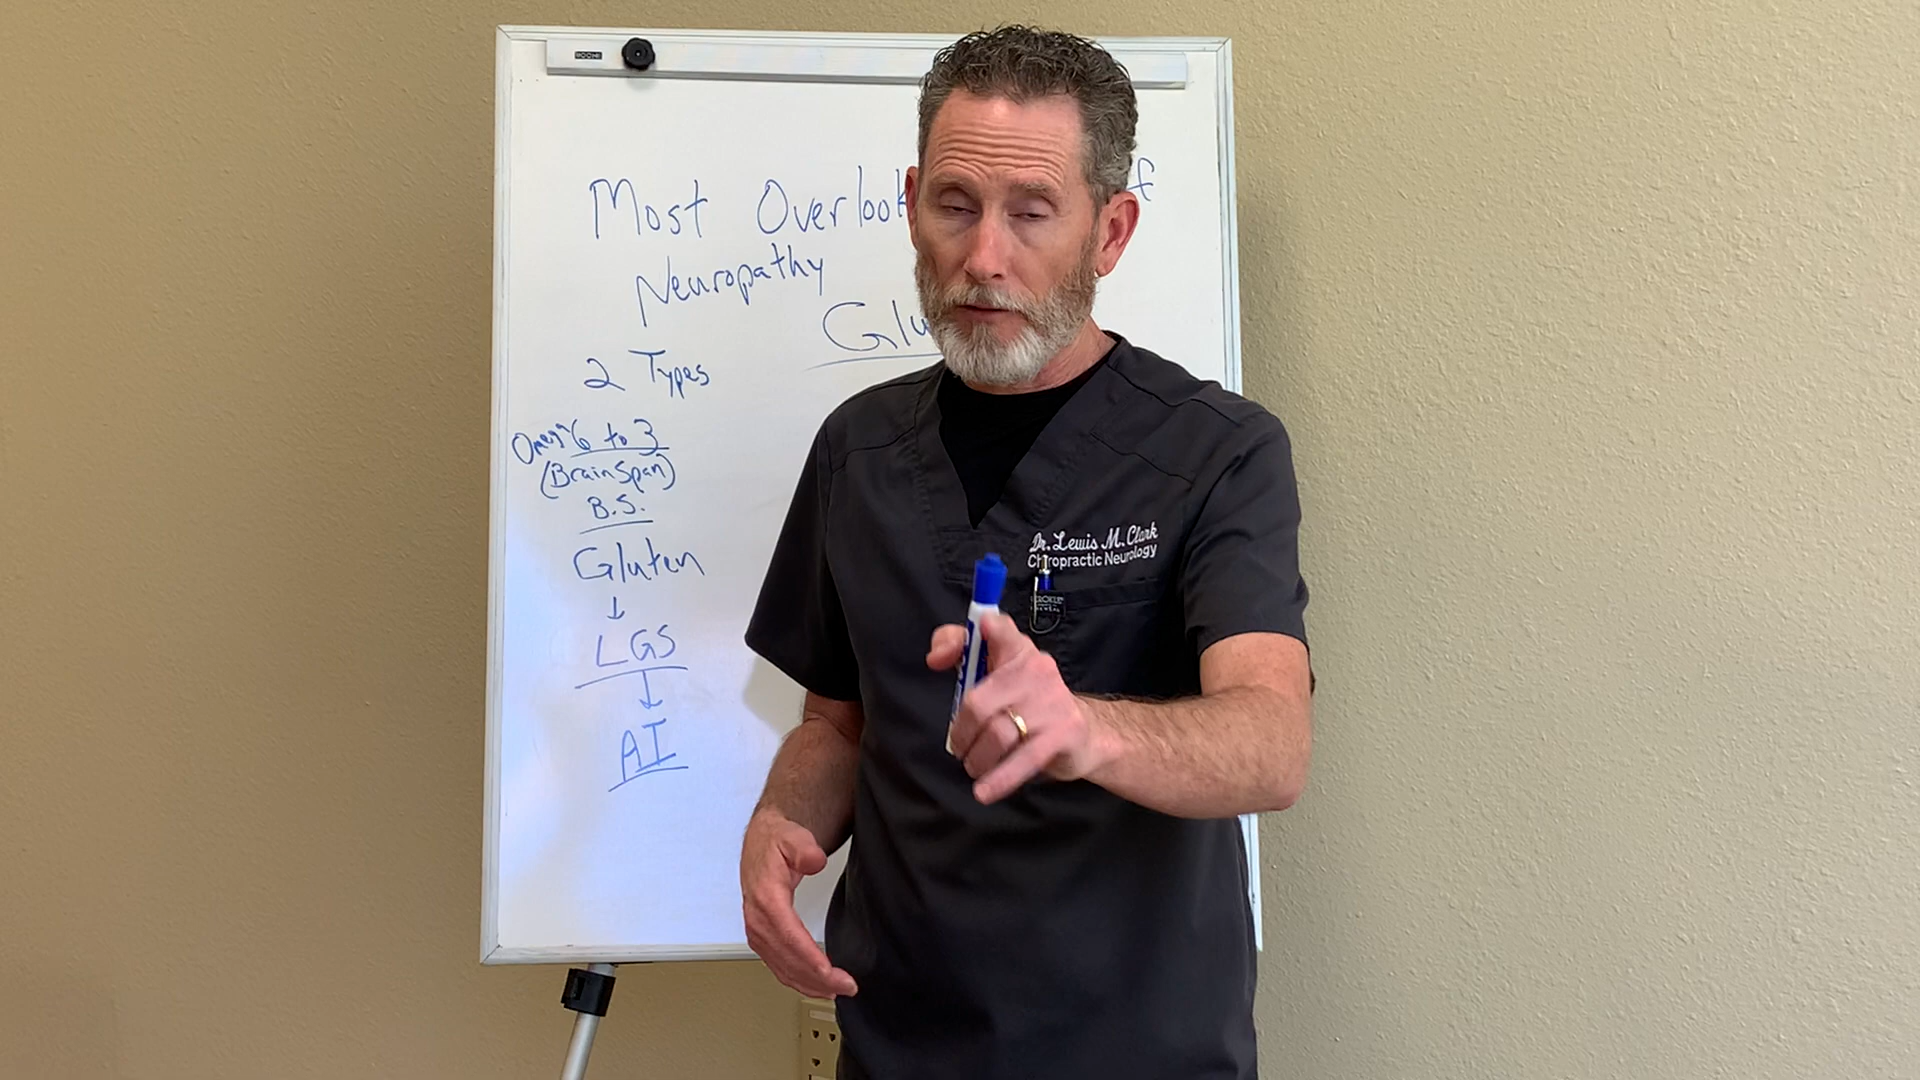 Most Overlook f
Neuropathy
Glu
2 Types
Omega 6 to 3
(BrainSpan)
B.S.
Gluten
LGS
AI
Dr. Lewis M. Clark
Chiropractic Neurology